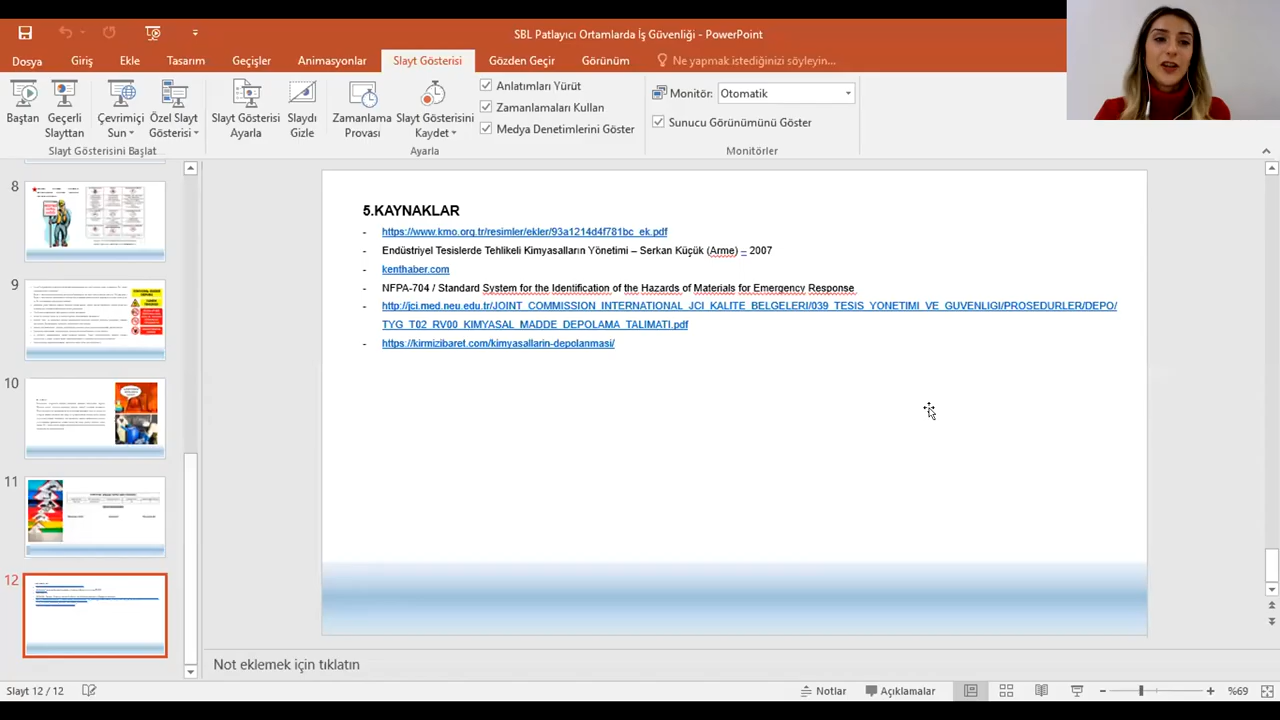 SBL Patlayıcı Ortamlarda İş Güvenliği - PowerPoint
Dosya Giriş Ekle Tasarım Geçişler Animasyonlar Slayt Gösterisi Gözden Geçir Görünüm Ne yapmak istediğinizi söyleyin...
Baştan
Geçerli Slayttan
Çevrimiçi Sun
Özel Slayt Gösterisi
Slayt Gösterisi Ayarla
Slaydı Gizle
Zamanlama Provası
Slayt Gösterisini Kaydet
Anlatımları Yürüt
Zamanlamaları Kullan
Medya Denetimlerini Göster
Monitör: Otomatik
Sunucu Görünümünü Göster
Slayt Gösterisini Başlat
Ayarla
Monitörler
8
9
10
11
12
5.KAYNAKLAR
- https://www.kmo.org.tr/resimler/ekler/93a1214d4f781bc_ek.pdf
- Endüstriyel Tesislerde Tehlikeli Kimyasalların Yönetimi – Serkan Küçük (Arme) – 2007
- kenthaber.com
- NFPA-704 / Standard System for the Identification of the Hazards of Materials for Emergency Response
- http://jci.med.neu.edu.tr/JOINT_COMMISSION_INTERNATIONAL_JCI_KALITE_BELGELERI/039_TESIS_YONETIMI_VE_GUVENLIGI/PROSEDURLER/DEPO/
TYG_T02_RV00_KIMYASAL_MADDE_DEPOLAMA_TALIMATI.pdf
- https://kirmizibaret.com/kimyasallarin-depolanmasi/
Not eklemek için tıklatın
Slayt 12 / 12
Notlar
Açıklamalar
%69